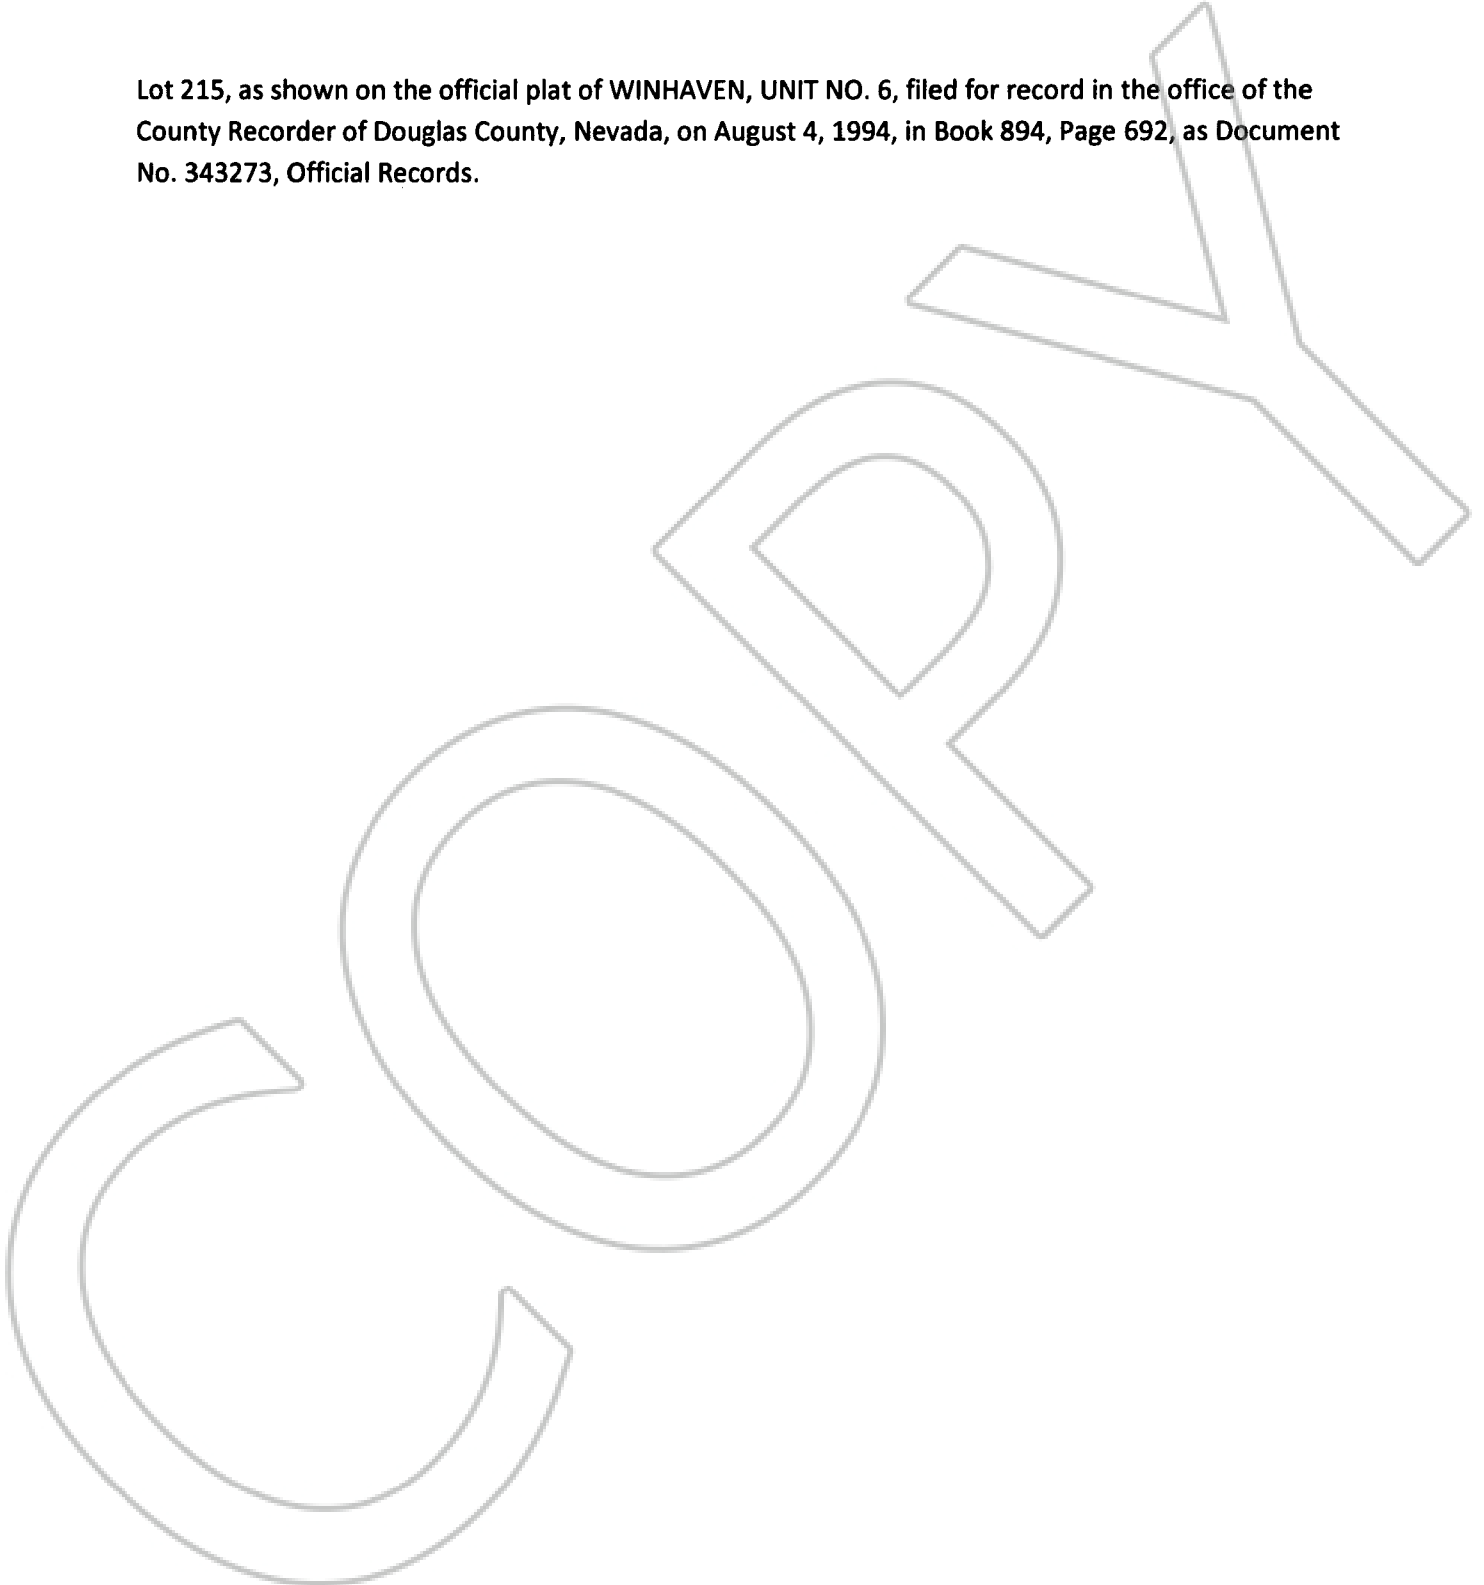 Lot 215, as shown on the official plat of WINHAVEN, UNIT NO. 6, filed for record in the office of the
County Recorder of Douglas County, Nevada, on August 4, 1994, in Book 894, Page 692, as Document
No. 343273, Official Records.
COPY